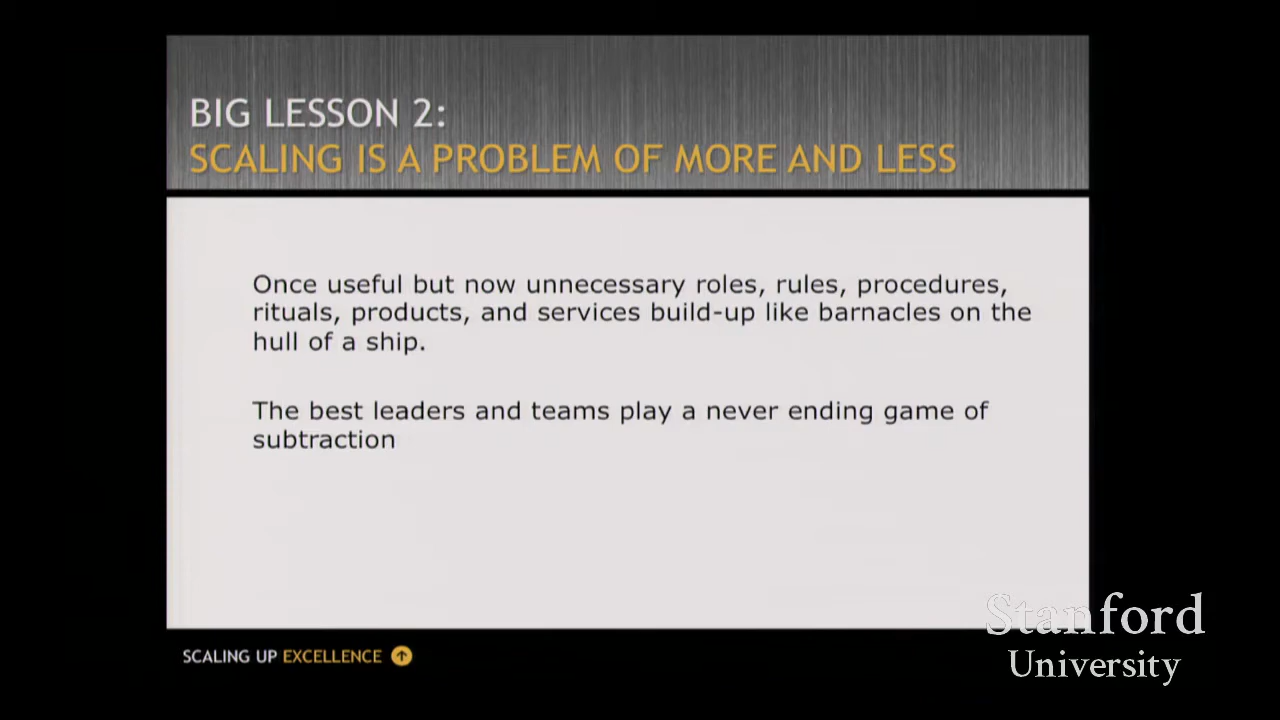 BIG LESSON 2:
SCALING IS A PROBLEM OF MORE AND LESS
Once useful but now unnecessary roles, rules, procedures,
rituals, products, and services build-up like barnacles on the
hull of a ship.
The best leaders and teams play a never ending game of
subtraction
SCALING UP EXCELLENCE
Stanford
University